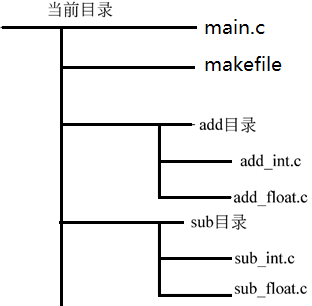 当前目录
main.c
makefile
add目录
add_int.c
add_float.c
sub目录
sub_int.c
sub_float.c